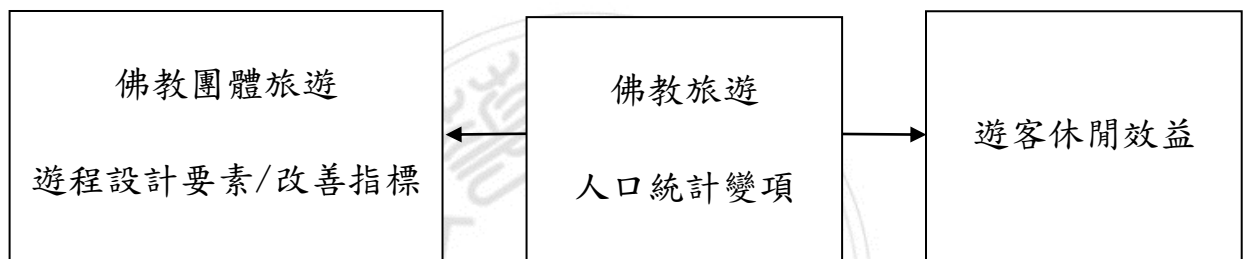 佛教團體旅遊
遊程設計要素/改善指標
佛教旅遊
人口統計變項
遊客休閒效益